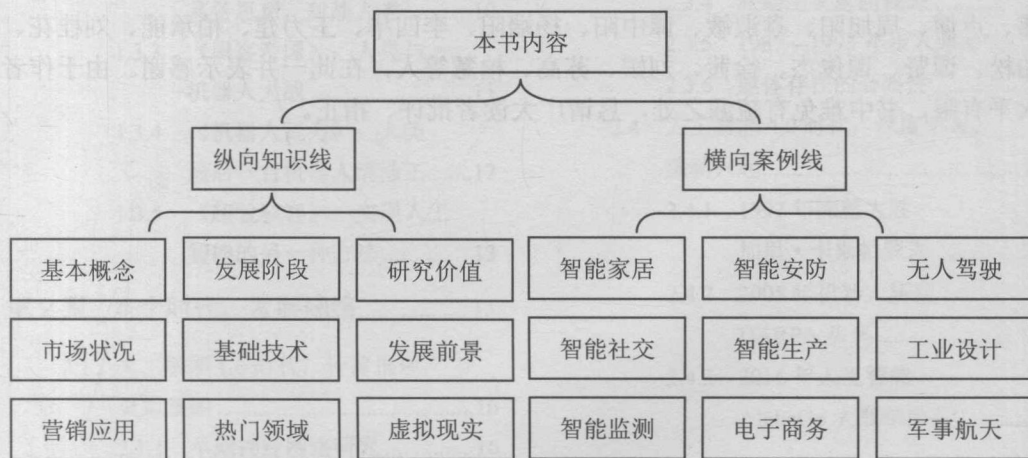 本书内容
纵向知识线 横向案例线
基本概念 发展阶段 研究价值 智能家居 智能安防 无人驾驶
市场状况 基础技术 发展前景 智能社交 智能生产 工业设计
营销应用 热门领域 虚拟现实 智能监测 电子商务 军事航天